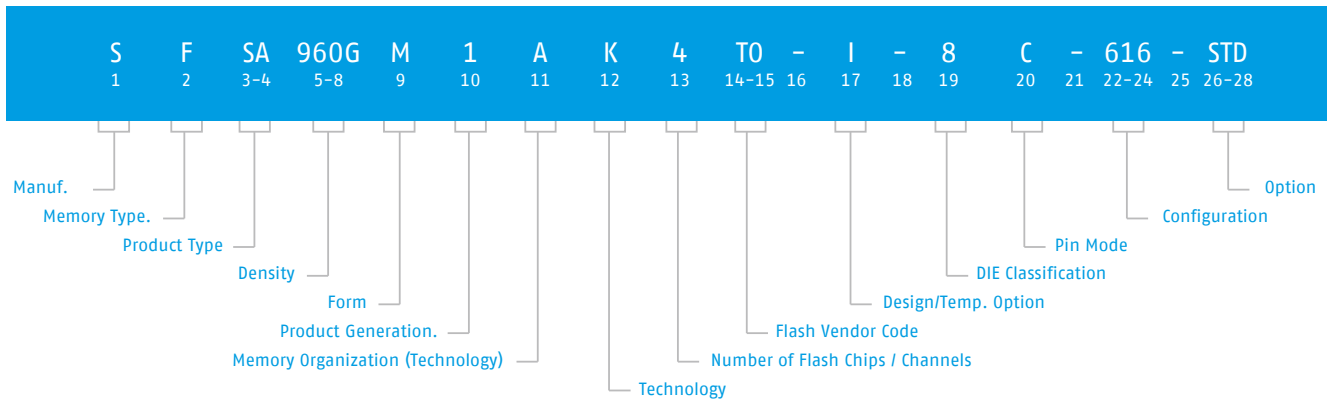 S F SA 960G M 1 A K 4 TO - I - 8 C - 616 - STD
1 2 3-4 5-8 9 10 11 12 13 14-15 16 17 18 19 20 21 22-24 25 26-28
Manuf. Option
Memory Type. Configuration
Product Type Pin Mode
Density DIE Classification
Form Design/Temp. Option
Product Generation. Flash Vendor Code
Memory Organization (Technology) Number of Flash Chips / Channels
Technology